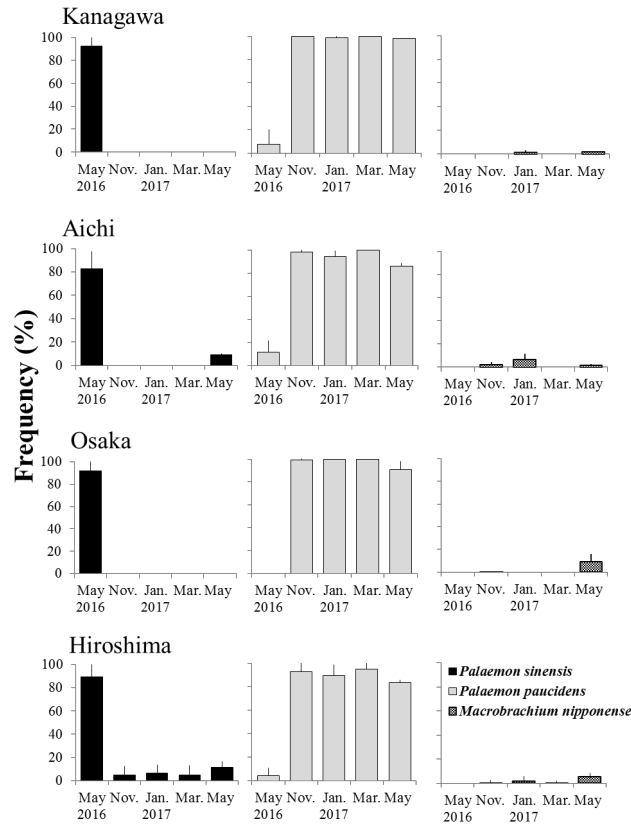 Kanagawa
100
80
60
40
20
0
May Nov. Jan. Mar. May
2016 2017
May Nov. Jan. Mar. May
2016 2017
May Nov. Jan. Mar. May
2016 2017
Aichi
100
80
60
40
20
0
May Nov. Jan. Mar. May
2016 2017
May Nov. Jan. Mar. May
2016 2017
May Nov. Jan. Mar. May
2016 2017
Frequency (%)
Osaka
100
80
60
40
20
0
May Nov. Jan. Mar. May
2016 2017
May Nov. Jan. Mar. May
2016 2017
May Nov. Jan. Mar. May
2016 2017
Hiroshima
100
80
60
40
20
0
Palaemon sinensis
Palaemon paucidens
Macrobrachium nipponense
May Nov. Jan. Mar. May
2016 2017
May Nov. Jan. Mar. May
2016 2017
May Nov. Jan. Mar. May
2016 2017